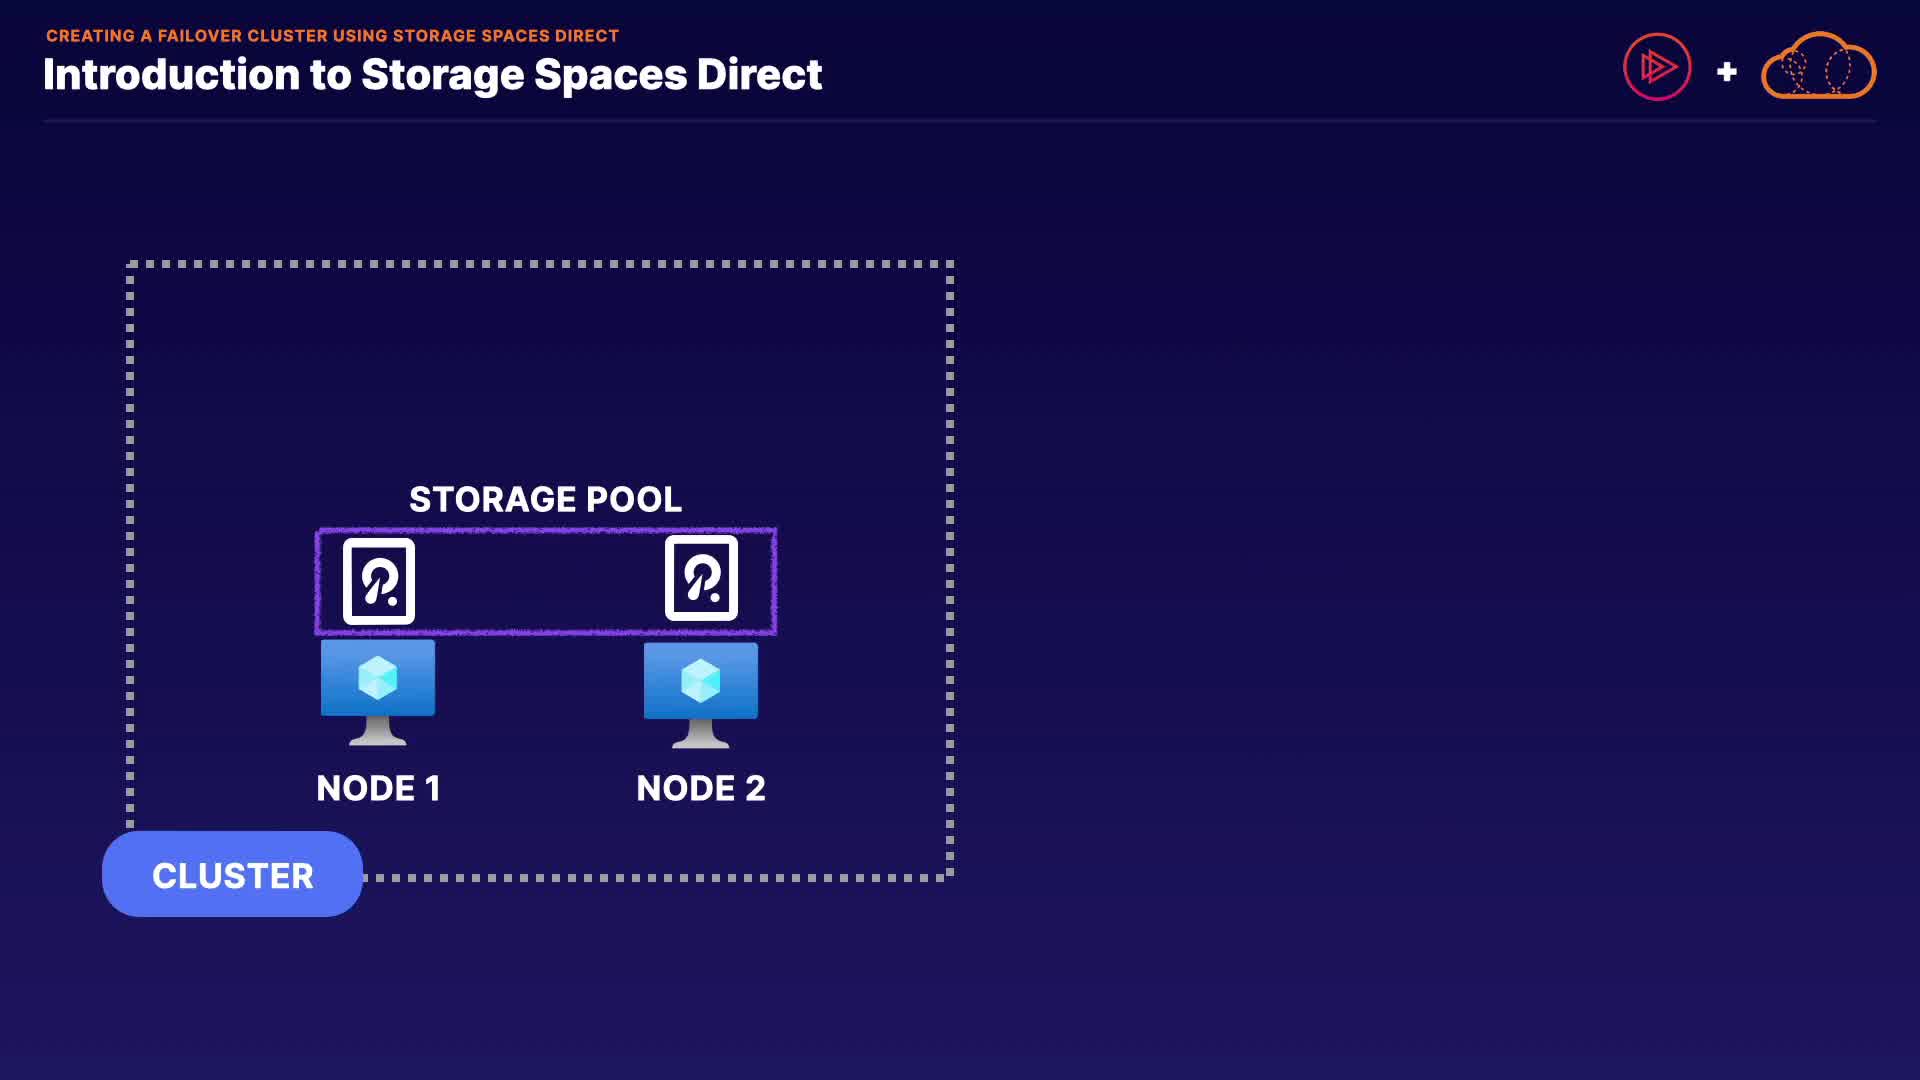 CREATING A FAILOVER CLUSTER USING STORAGE SPACES DIRECT
Introduction to Storage Spaces Direct
STORAGE POOL
NODE 1
NODE 2
CLUSTER